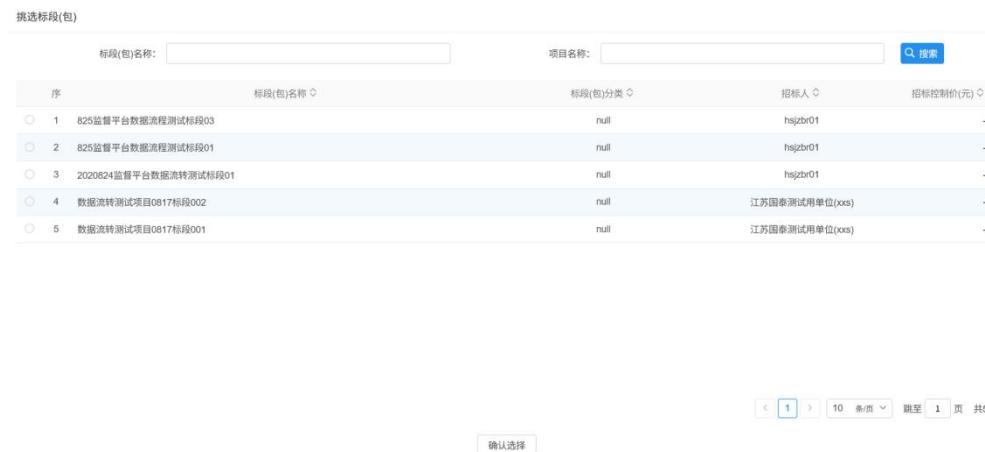 挑选标段(包)
标段(包)名称: 项目名称: 搜索
序 标段(包)名称 标段(包)分类 招标人 招标控制价(元)
1 825监督平台数据流程测试标段03 null hsjzbr01 -
2 825监督平台数据流程测试标段01 null hsjzbr01 -
3 2020824监督平台数据流转测试标段01 null hsjzbr01 -
4 数据流转测试项目0817标段002 null 江苏国泰测试用单位(xxs) -
5 数据流转测试项目0817标段001 null 江苏国泰测试用单位(xxs) -
< 1 > 10 条/页 跳至 1 页 共
确认选择